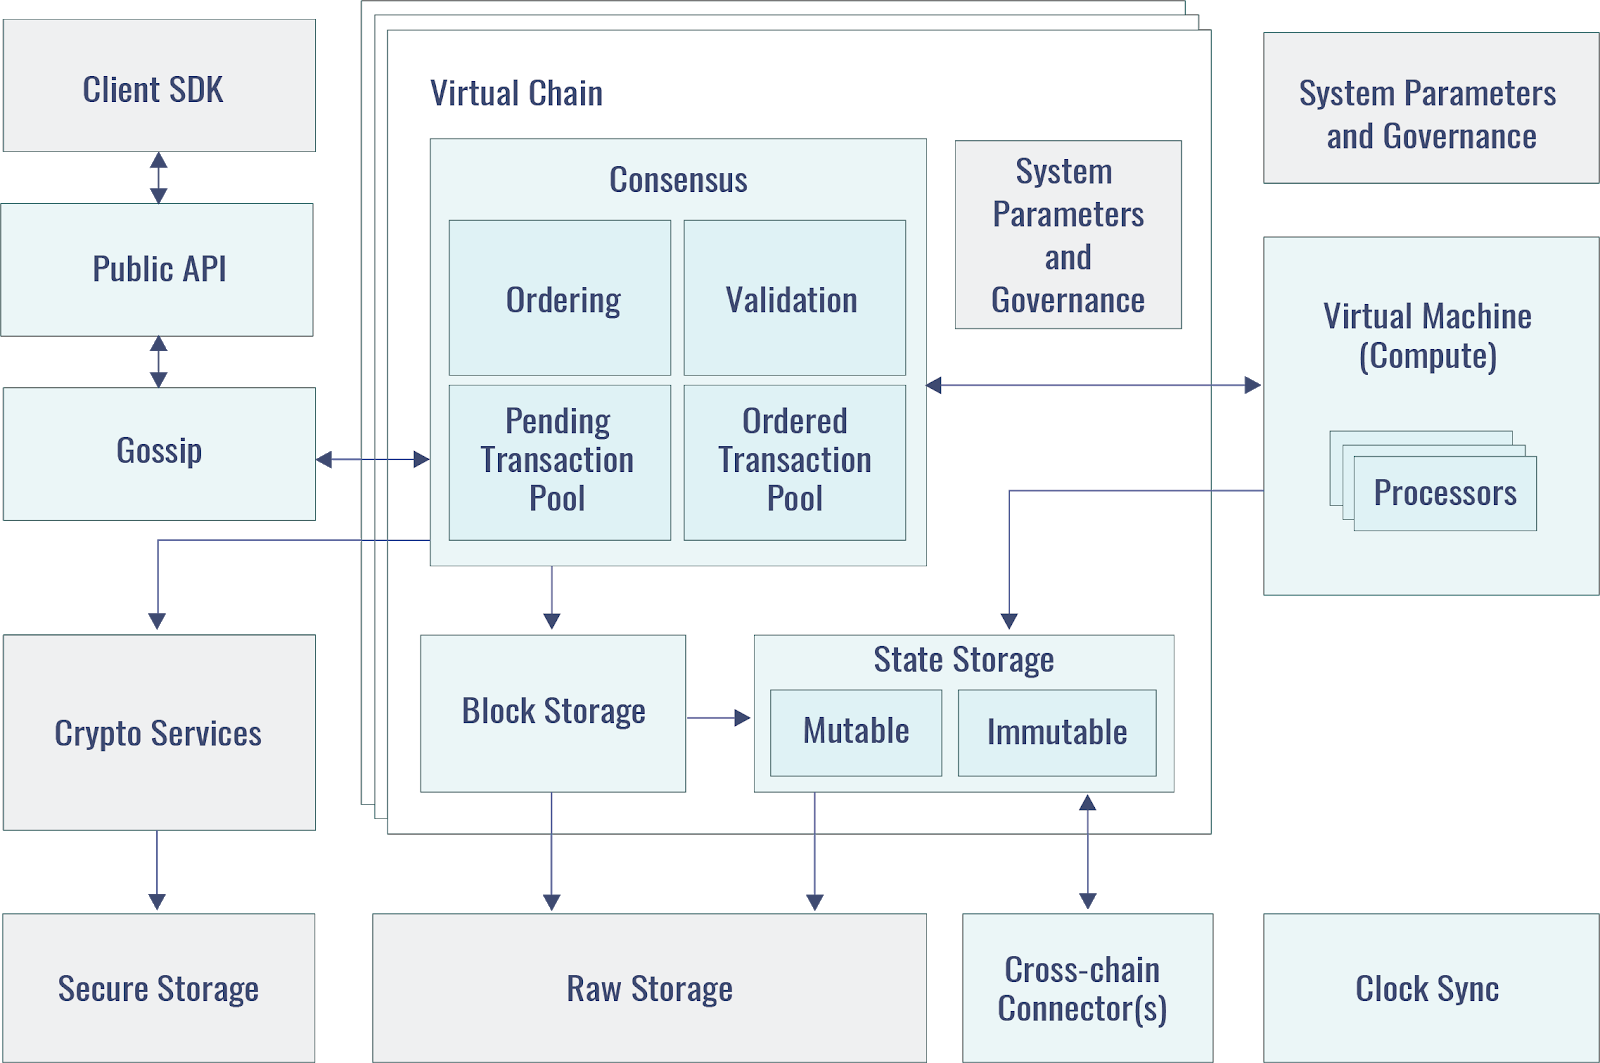 Client SDK
Public API
Gossip
Crypto Services
Secure Storage
Virtual Chain
Consensus
Ordering
Validation
Pending
Transaction
Pool
Ordered
Transaction
Pool
System
Parameters
and
Governance
Block Storage
State Storage
Mutable
Immutable
Raw Storage
Cross-chain
Connector(s)
System Parameters
and Governance
Virtual Machine
(Compute)
Processors
Clock Sync